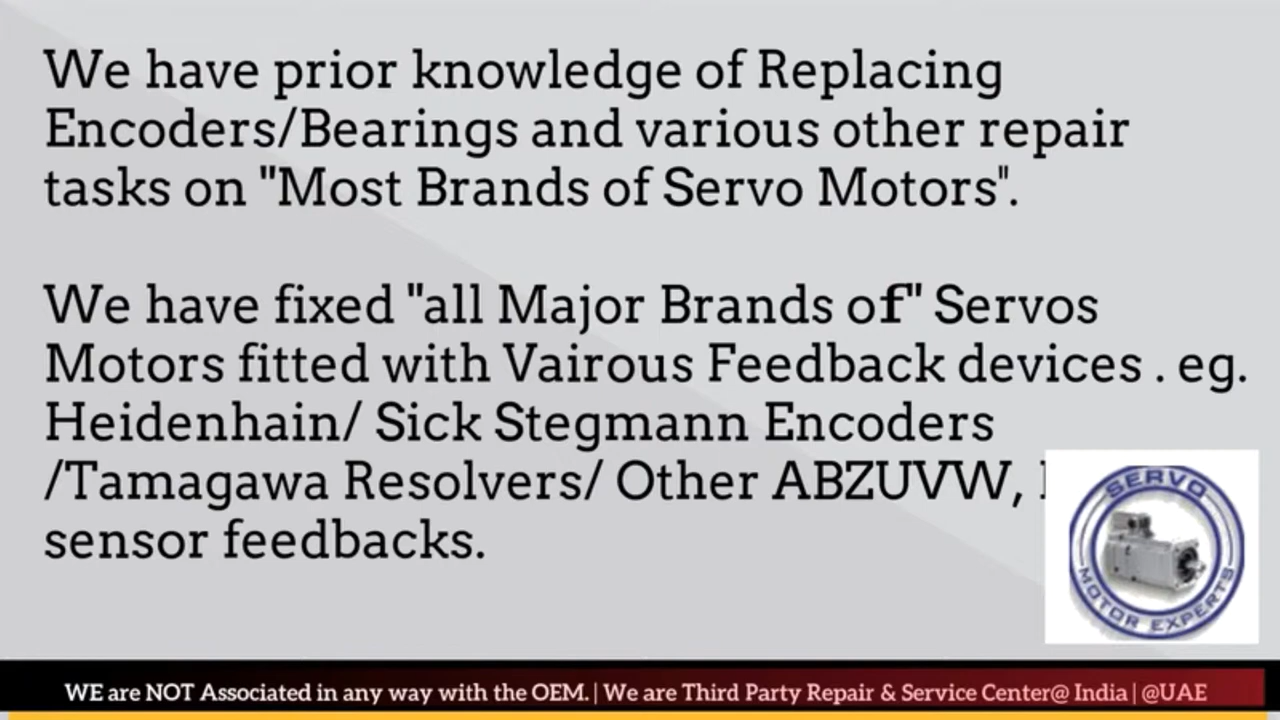 We have prior knowledge of Replacing
Encoders/Bearings and various other repair
tasks on "Most Brands of Servo Motors".
We have fixed "all Major Brands of" Servos
Motors fitted with Vairous Feedback devices . eg.
Heidenhain/ Sick Stegmann Encoders
/Tamagawa Resolvers/ Other ABZUVW,
sensor feedbacks.
SERVO
MOTOR EXPERTS
WE are NOT Associated in any way with the OEM. | We are Third Party Repair & Service Center@ India | @UAE